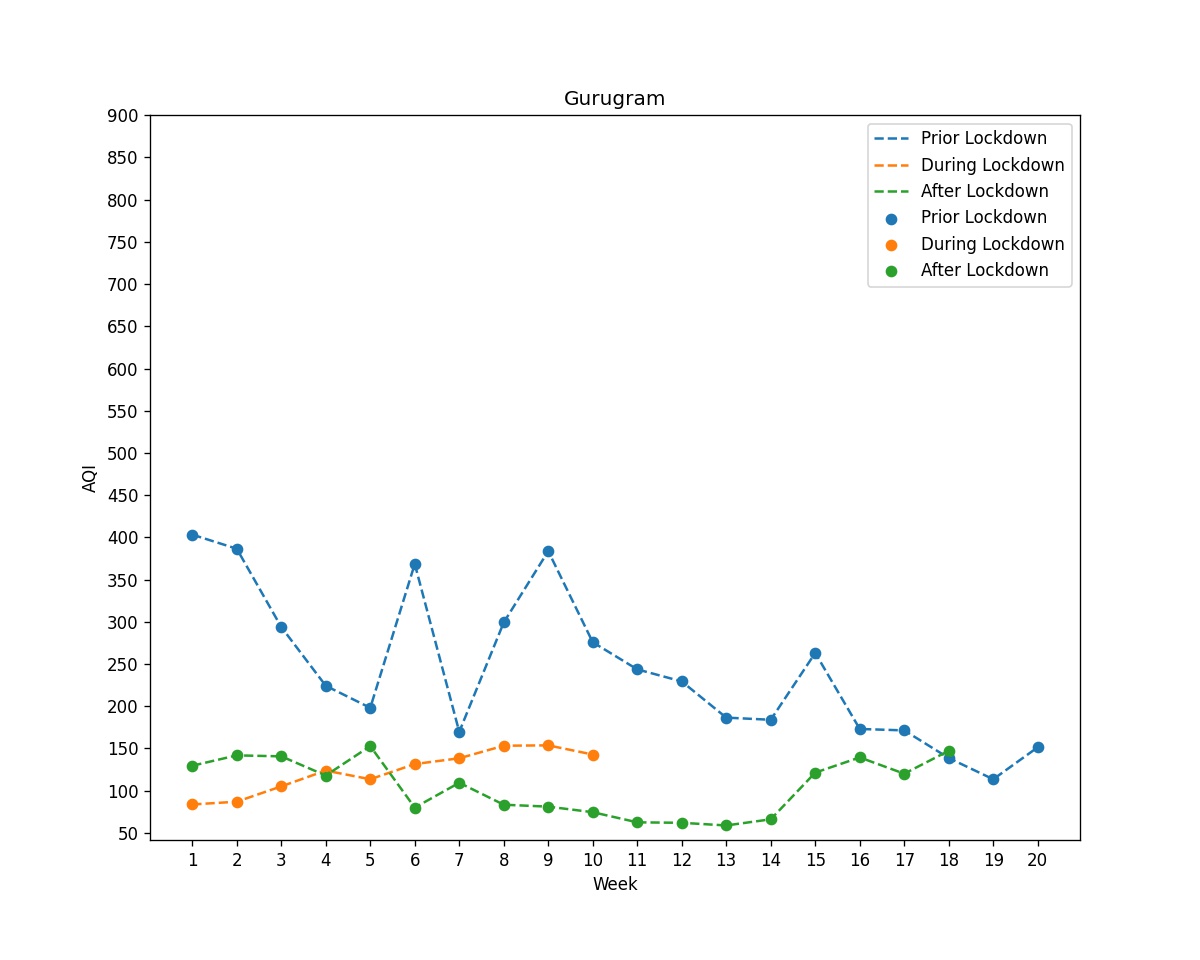 Gurugram
900
850
800
750
700
650
600
550
500
450
400
350
300
250
200
150
100
50
AQI
Prior Lockdown
During Lockdown
After Lockdown
Prior Lockdown
During Lockdown
After Lockdown
1 2 3 4 5 6 7 8 9 10 11 12 13 14 15 16 17 18 19 20
Week